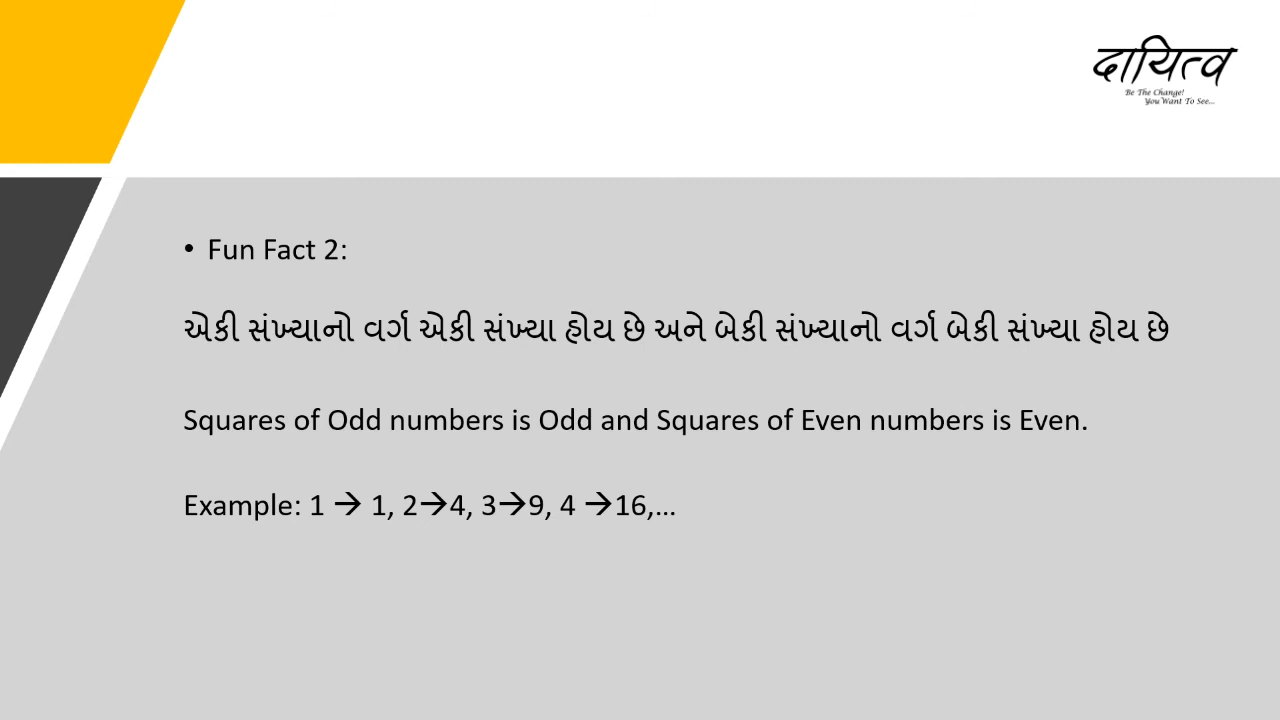 दायित्व
Be The Change!
You Want To See...
• Fun Fact 2:
એકી સંખ્યાનો વર્ગ એકી સંખ્યા હોય છે અને બેકી સંખ્યાનો વર્ગ બેકી સંખ્યા હોય છે
Squares of Odd numbers is Odd and Squares of Even numbers is Even.
Example: 1 → 1, 2→4, 3→9, 4 →16,...